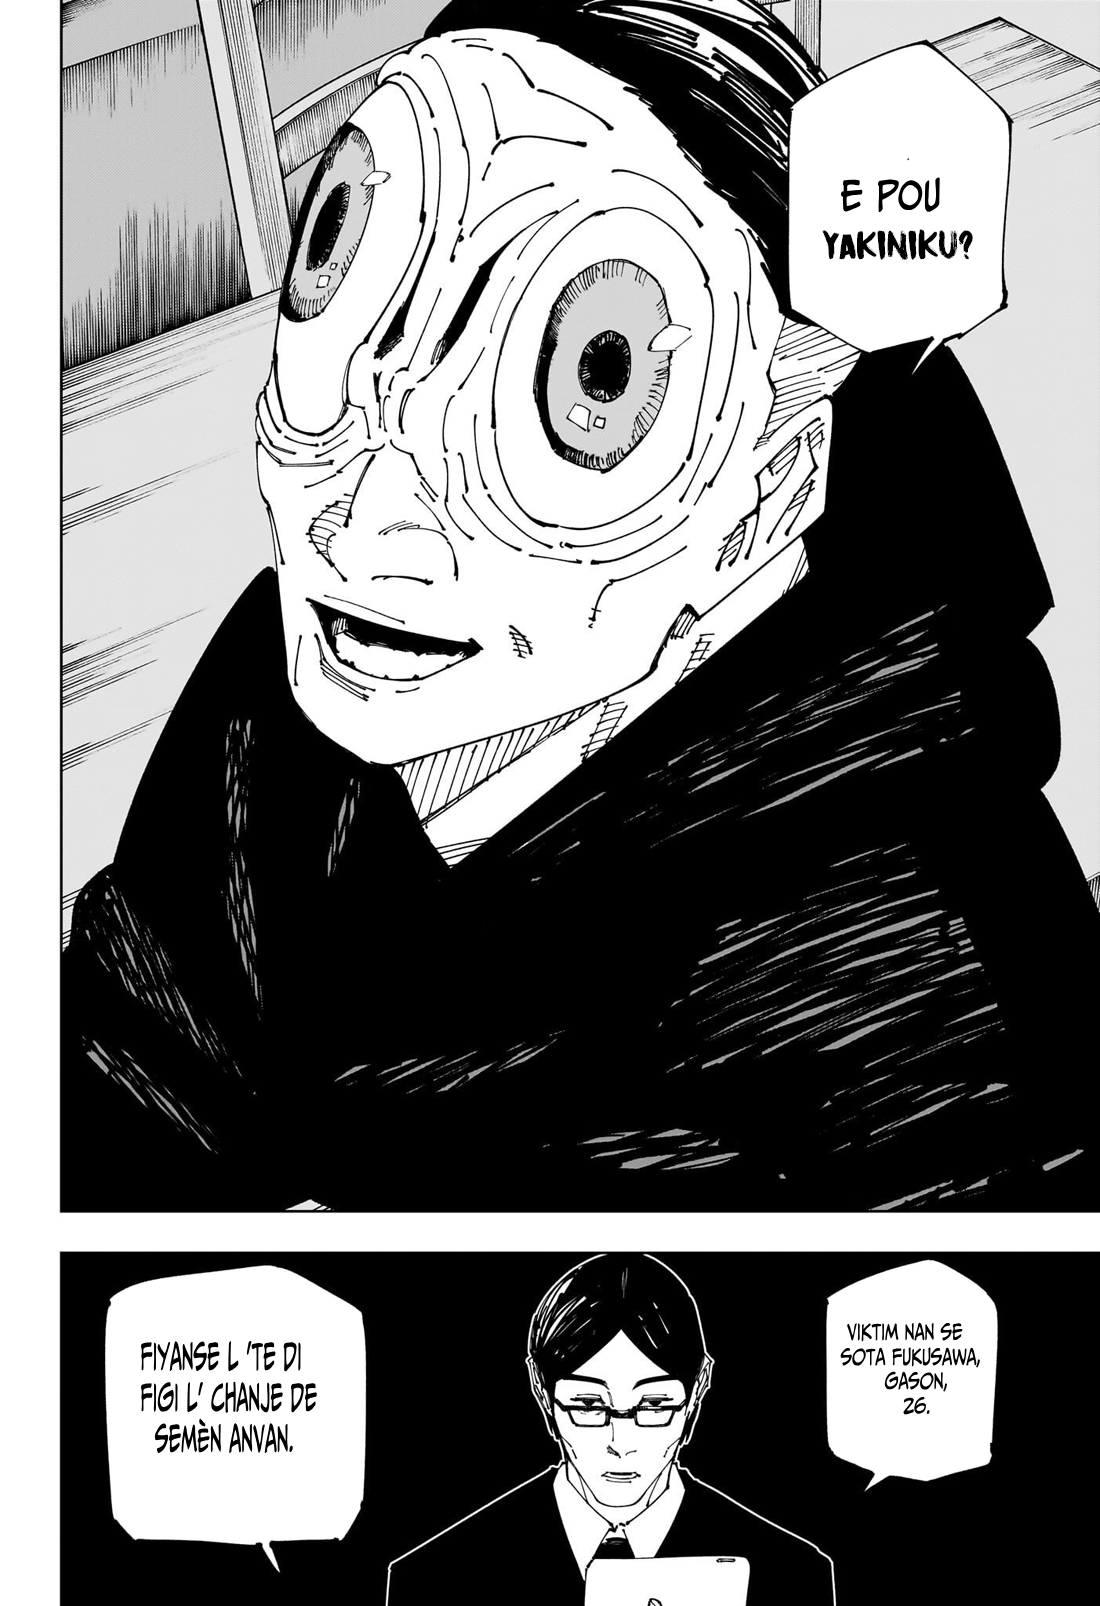 E POU
YAKINIKU?
VIKTIM NAN SE
SOTA FUKUSAWA,
GASON,
26.
FIYANSE L 'TE DI
FIGI L' CHANJE DE
SEMÈN ANVAN.